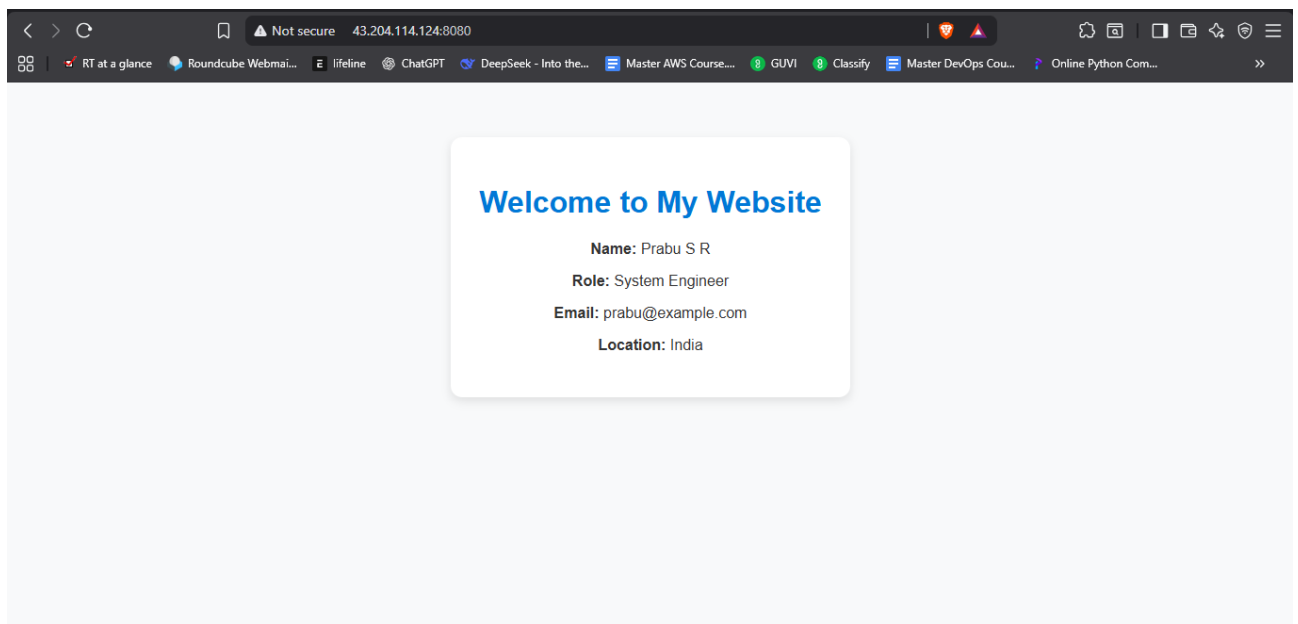 Not secure 43.204.114.124:8080
RT at a glance Roundcube Webmai... lifeline ChatGPT DeepSeek - Into the... Master AWS Course.... GUVI Classify Master DevOps Cou... Online Python Com... »
Welcome to My Website
Name: Prabu S R
Role: System Engineer
Email: prabu@example.com
Location: India